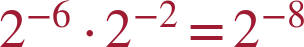 2⁻⁶ · 2⁻² = 2⁻⁸